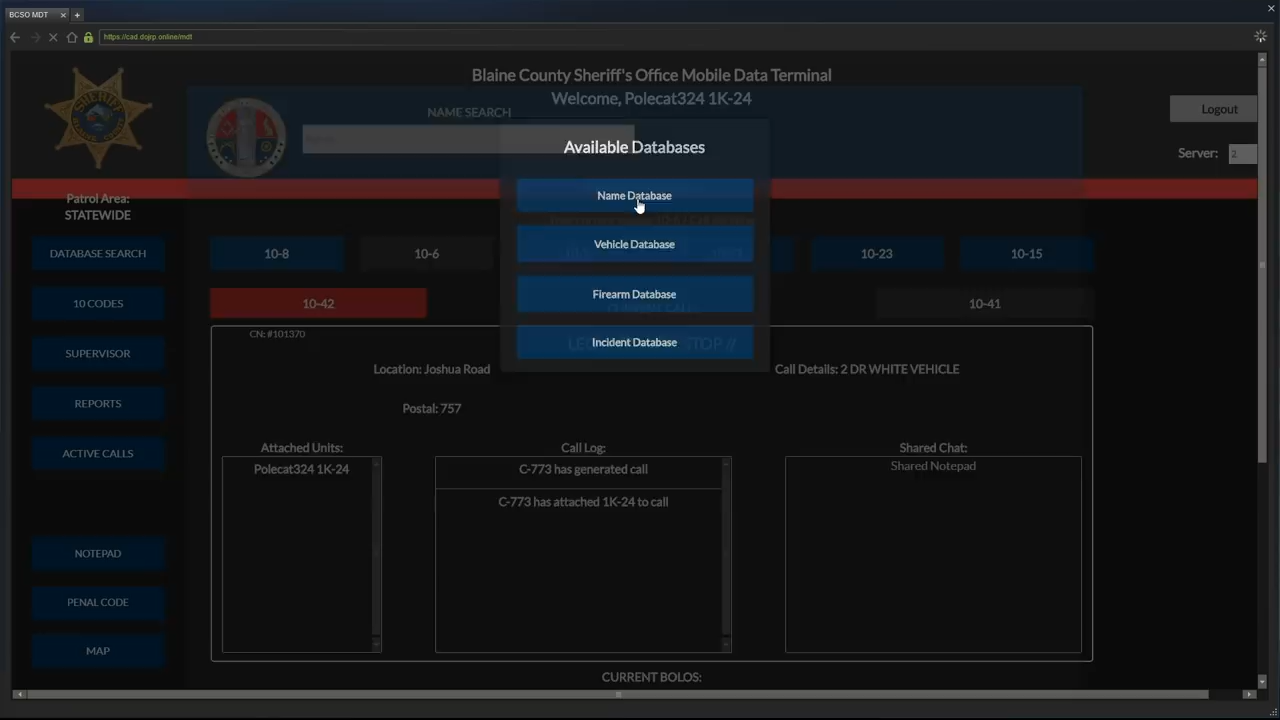 BCSO MDT
https://cad.dojrp.online/mdt
Blaine County Sheriff's Office Mobile Data Terminal
Welcome, Polecat324 1K-24
SHERIFF
NAME SEARCH
Logout
Available Databases
Server: 2
Name Database
Vehicle Database
Firearm Database
Incident Database
Patrol Area:
STATEWIDE
DATABASE SEARCH
10 CODES
SUPERVISOR
REPORTS
ACTIVE CALLS
NOTEPAD
PENAL CODE
MAP
10-8
10-6
10-23
10-15
10-42
10-41
CN: #101370
Location: Joshua Road
Call Details: 2 DR WHITE VEHICLE
Postal: 757
Attached Units:
Polecat324 1K-24
Call Log:
C-773 has generated call
C-773 has attached 1K-24 to call
Shared Chat:
Shared Notepad
CURRENT BOLOS: